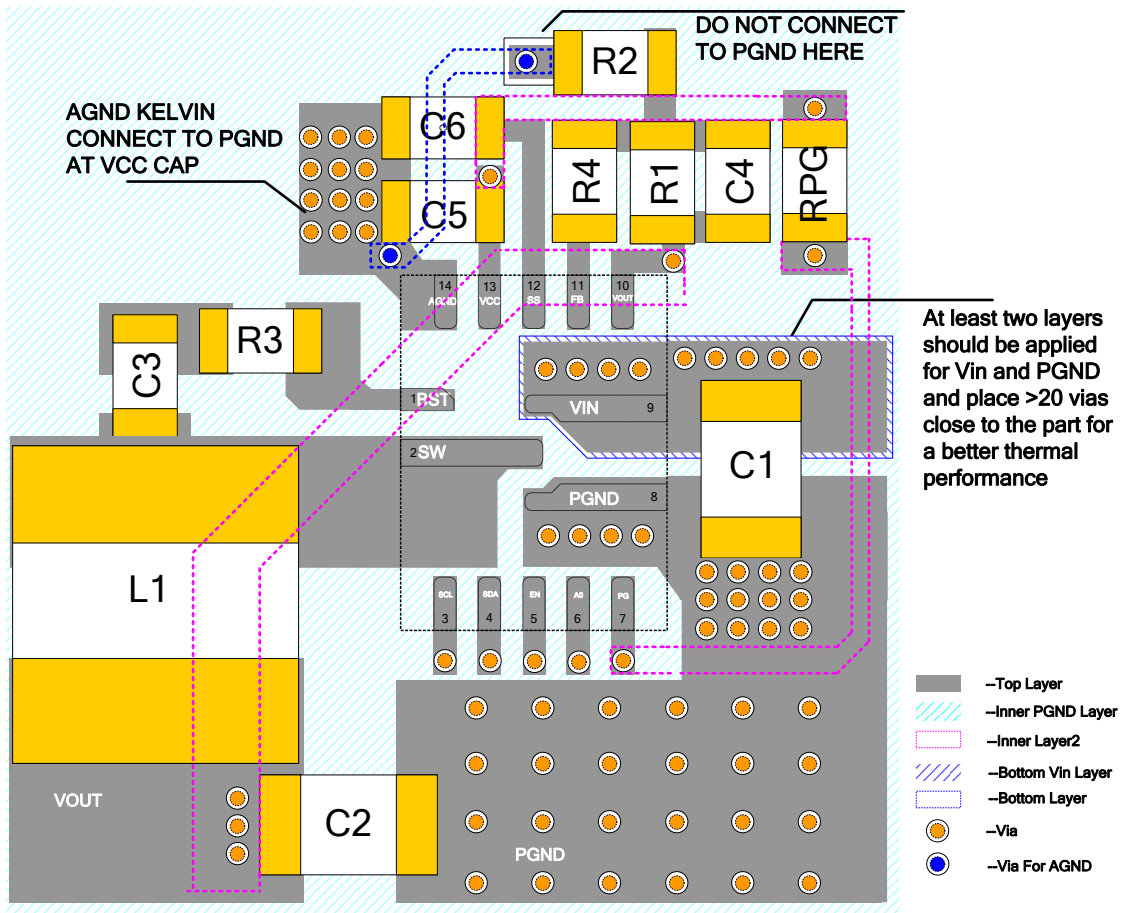 DO NOT CONNECT
TO PGND HERE
R2
AGND KELVIN
CONNECT TO PGND
AT VCC CAP
C6
C5
R4
R1
C4
RPG
14
13
12
11
10
AGND
VCC
SS
FB
VOUT
At least two layers
should be applied
for Vin and PGND
and place >20 vias
close to the part for
a better thermal
performance
C3
R3
1
RST
VIN
9
2
SW
C1
PGND
8
L1
SCL
SDA
EN
A0
PG
3
4
5
6
7
--Top Layer
--Inner PGND Layer
--Inner Layer2
--Bottom Vin Layer
--Bottom Layer
--Via
--Via For AGND
VOUT
C2
PGND